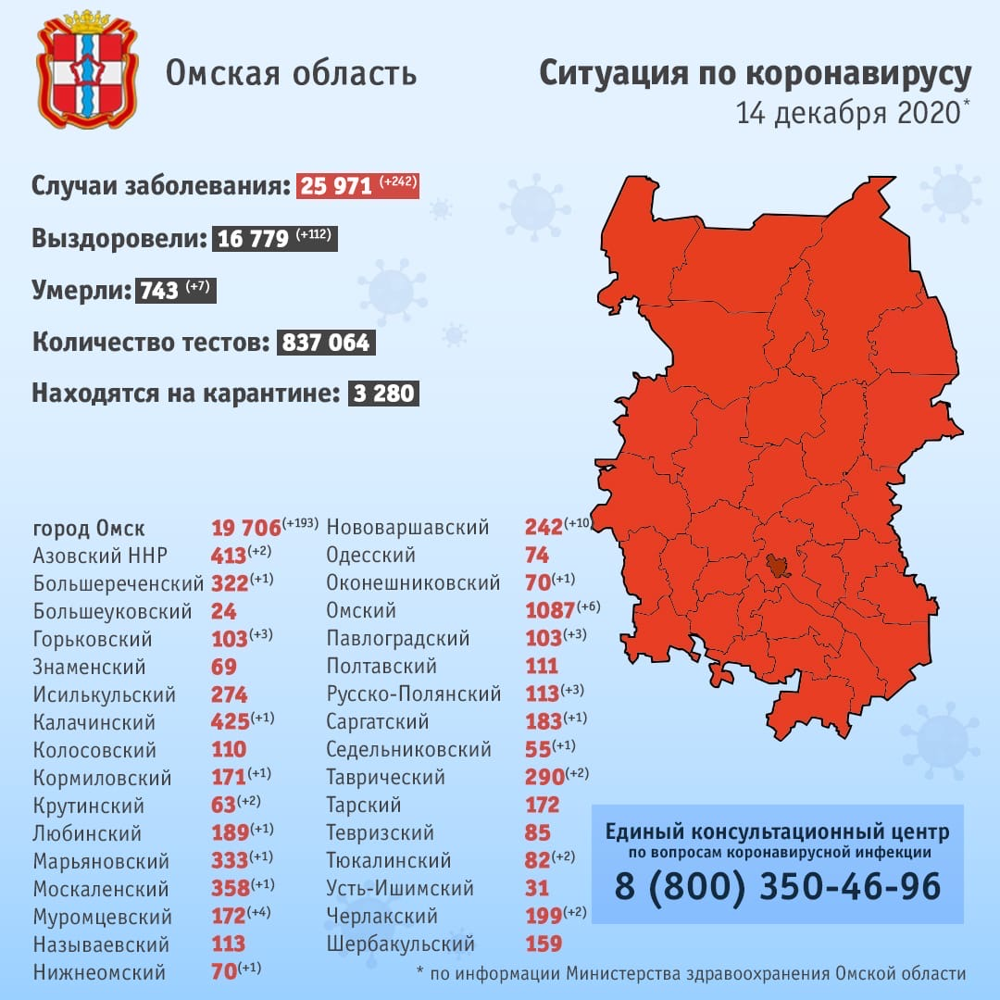 Омская область
Ситуация по коронавирусу
14 декабря 2020*
Случаи заболевания: 25 971 (+242)
Выздоровели: 16 779 (+112)
Умерли: 743 (+7)
Количество тестов: 837 064
Находятся на карантине: 3 280
город Омск 19 706(+193)
Азовский ННР 413(+2)
Большереченский 322(+1)
Большеуковский 24
Горьковский 103(+3)
Знаменский 69
Исилькульский 274
Калачинский 425(+1)
Колосовский 110
Кормиловский 171(+1)
Крутинский 63(+2)
Любинский 189(+1)
Марьяновский 333(+1)
Москаленский 358(+1)
Муромцевский 172(+4)
Называевский 113
Нижнеомский 70(+1)
Нововаршавский 242(+10)
Одесский 74
Оконешниковский 70(+1)
Омский 1087(+6)
Павлоградский 103(+3)
Полтавский 111
Русско-Полянский 113(+3)
Саргатский 183(+1)
Седельниковский 55(+1)
Таврический 290(+2)
Тарский 172
Тевризский 85
Тюкалинский 82(+2)
Усть-Ишимский 31
Черлакский 199(+2)
Шербакульский 159
Единый консультационный центр
по вопросам коронавирусной инфекции
8 (800) 350-46-96
* по информации Министерства здравоохранения Омской области